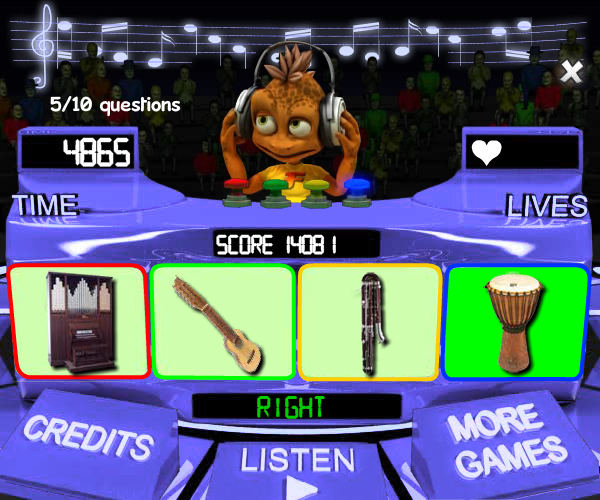 5/10 questions
4865
TIME
LIVES
SCORE 14081
RIGHT
CREDITS
LISTEN
MORE
GAMES